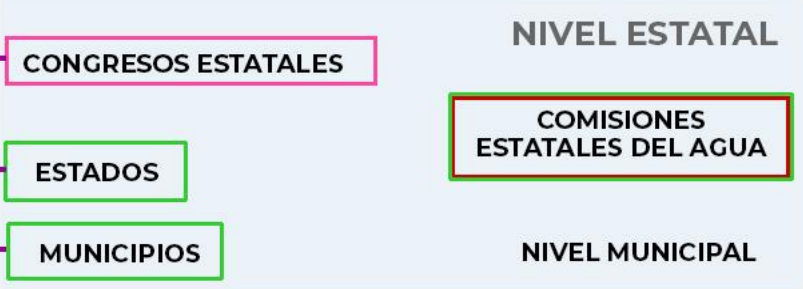 NIVEL ESTATAL
CONGRESOS ESTATALES
COMISIONES
ESTATALES DEL AGUA
ESTADOS
MUNICIPIOS
NIVEL MUNICIPAL